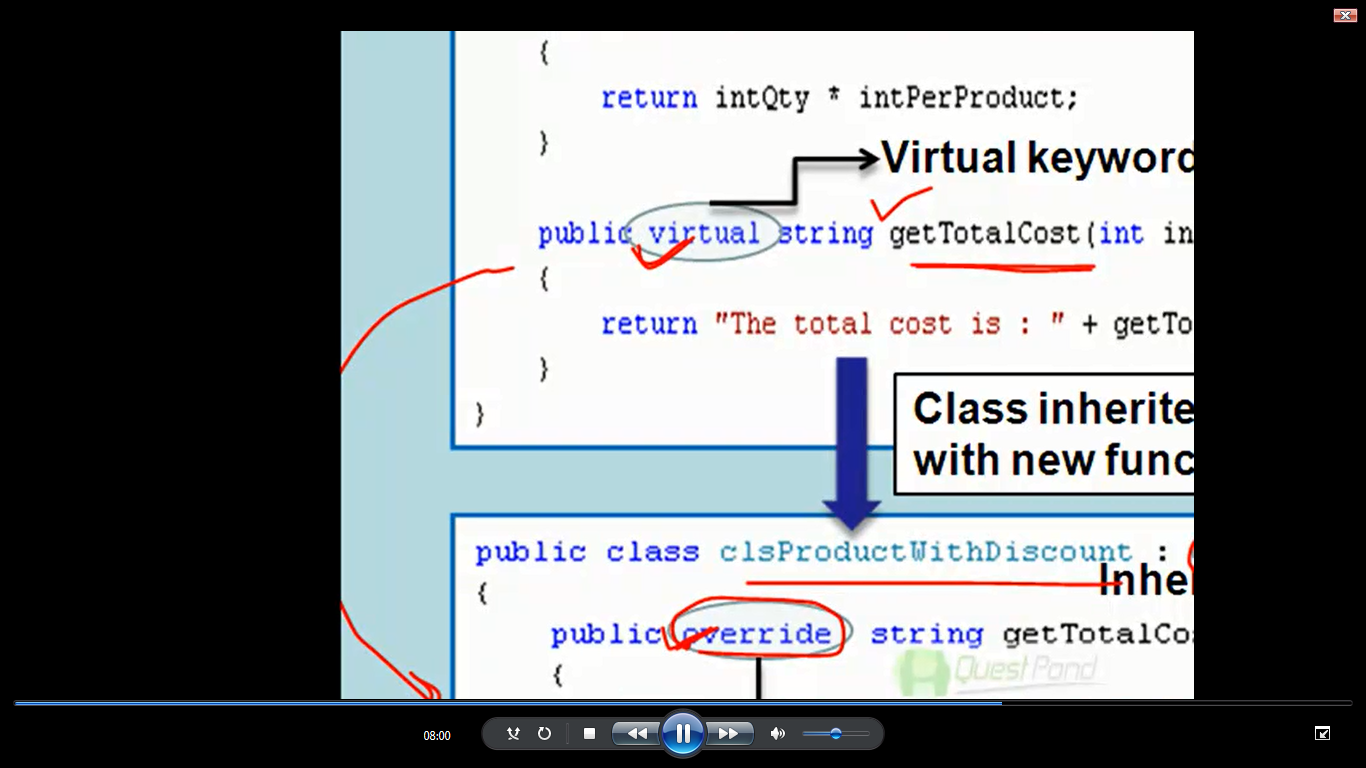 {
return intQty * intPerProduct;
}
Virtual keyword
public virtual string getTotalCost(int in
{
return "The total cost is : " + getTo
}
}
Class inherite
with new func
public class clsProductWithDiscount :
Inhe
{
public override string getTotalCo
{
QuestPond
08:00